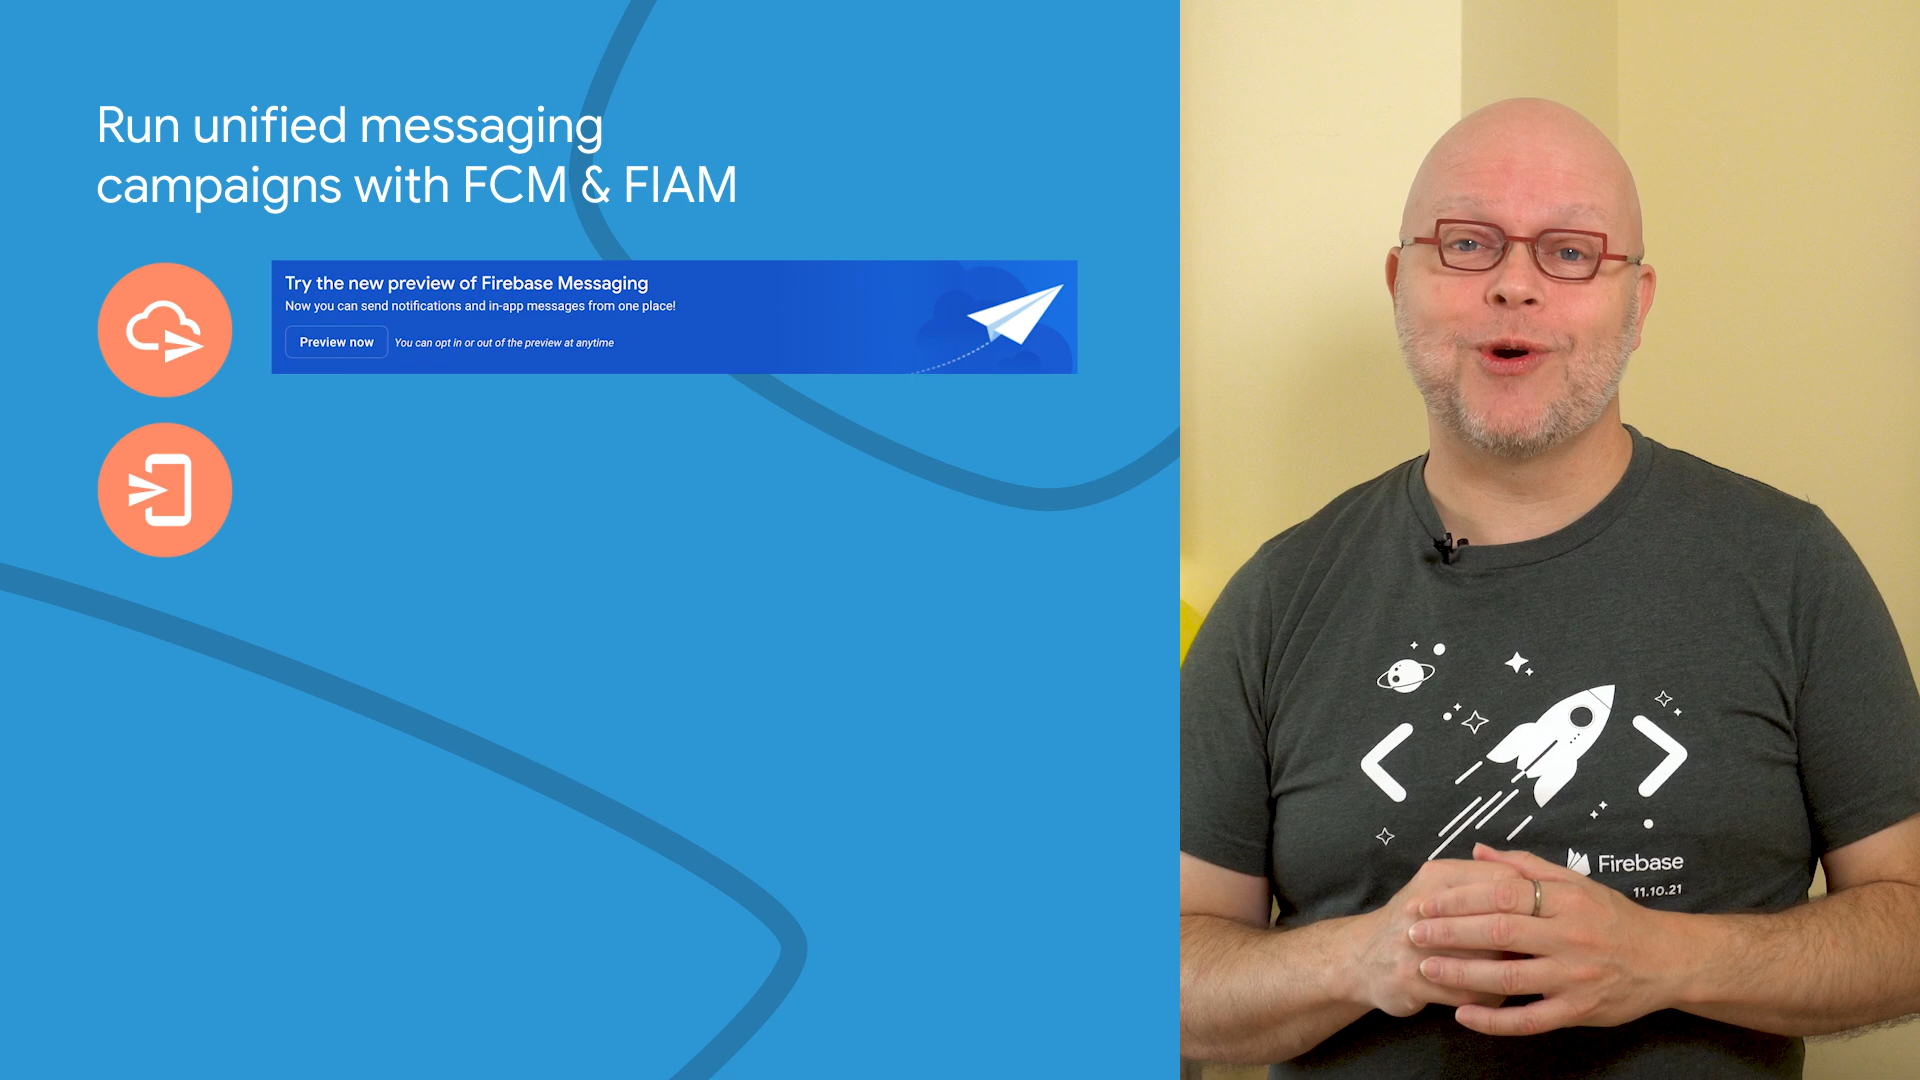 Run unified messaging
campaigns with FCM & FIAM
Try the new preview of Firebase Messaging
Now you can send notifications and in-app messages from one place!
Preview now
You can opt in or out of the preview at anytime
Firebase
11.10.21